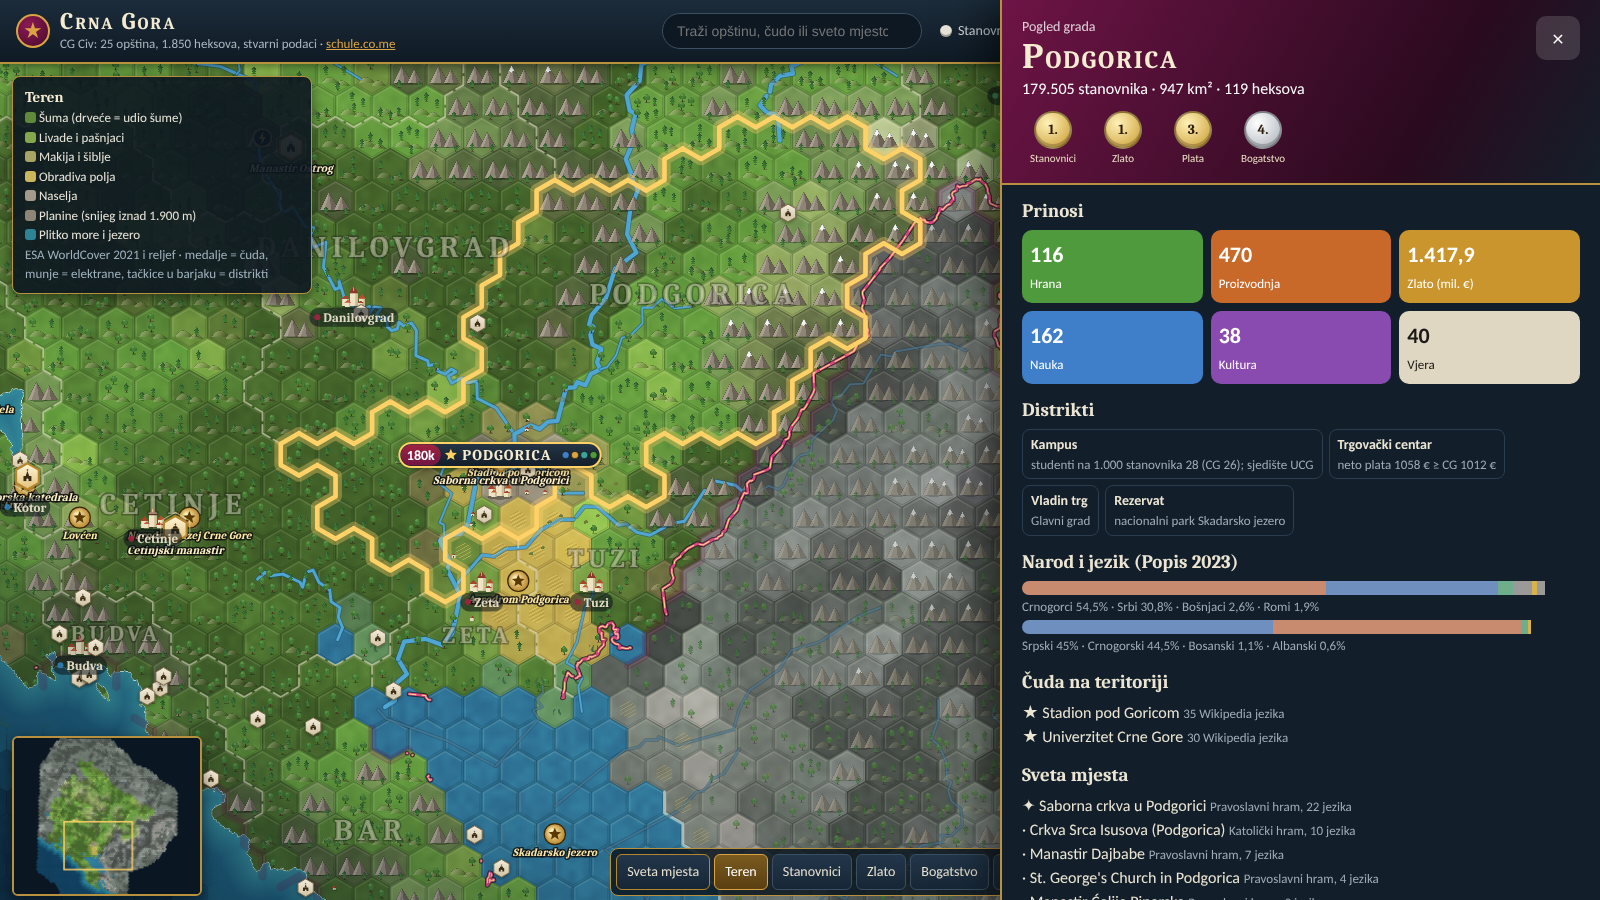 Crna Gora
CG Civ: 25 opština, 1.850 heksova, stvarni podaci · schule.co.me
Traži opštinu, čudo ili sveto mjesto
Stanovn
Teren
Šuma (drveće = udio šume)
Livade i pašnjaci
Makija i šiblje
Obradiva polja
Naselja
Planine (snijeg iznad 1.900 m)
Plitko more i jezero
ESA WorldCover 2021 i reljef · medalje = čuda,
munje = elektrane, tačkice u barjaku = distrikti
Manastir Ostrog
DANILOVGRAD
PODGORICA
Danilovgrad
180k ★ PODGORICA
Stadion pod Goricom
Saborna crkva u Podgorici
CETINJE
Kotor
Lovćen
Cetinje
Cetinjski manastir
TUZI
Zeta
Aerodrom Podgorica
Tuzi
ZETA
BUDVA
Budva
BAR
Skadarsko jezero
Sveta mjesta
Teren
Stanovnici
Zlato
Bogatstvo
Pogled grada
Podgorica
179.505 stanovnika · 947 km² · 119 heksova
×
1.
1.
3.
4.
Stanovnici
Zlato
Plata
Bogatstvo
Prinosi
116
Hrana
470
Proizvodnja
1.417,9
Zlato (mil. €)
162
Nauka
38
Kultura
40
Vjera
Distrikti
Kampus
studenti na 1.000 stanovnika 28 (CG 26); sjedište UCG
Trgovački centar
neto plata 1058 € ≥ CG 1012 €
Vladin trg
Glavni grad
Rezervat
nacionalni park Skadarsko jezero
Narod i jezik (Popis 2023)
Crnogorci 54,5% · Srbi 30,8% · Bošnjaci 2,6% · Romi 1,9%
Srpski 45% · Crnogorski 44,5% · Bosanski 1,1% · Albanski 0,6%
Čuda na teritoriji
★ Stadion pod Goricom 35 Wikipedia jezika
★ Univerzitet Crne Gore 30 Wikipedia jezika
Sveta mjesta
✦ Saborna crkva u Podgorici Pravoslavni hram, 22 jezika
· Crkva Srca Isusova (Podgorica) Katolički hram, 10 jezika
· Manastir Dajbabe Pravoslavni hram, 7 jezika
· St. George's Church in Podgorica Pravoslavni hram, 4 jezika